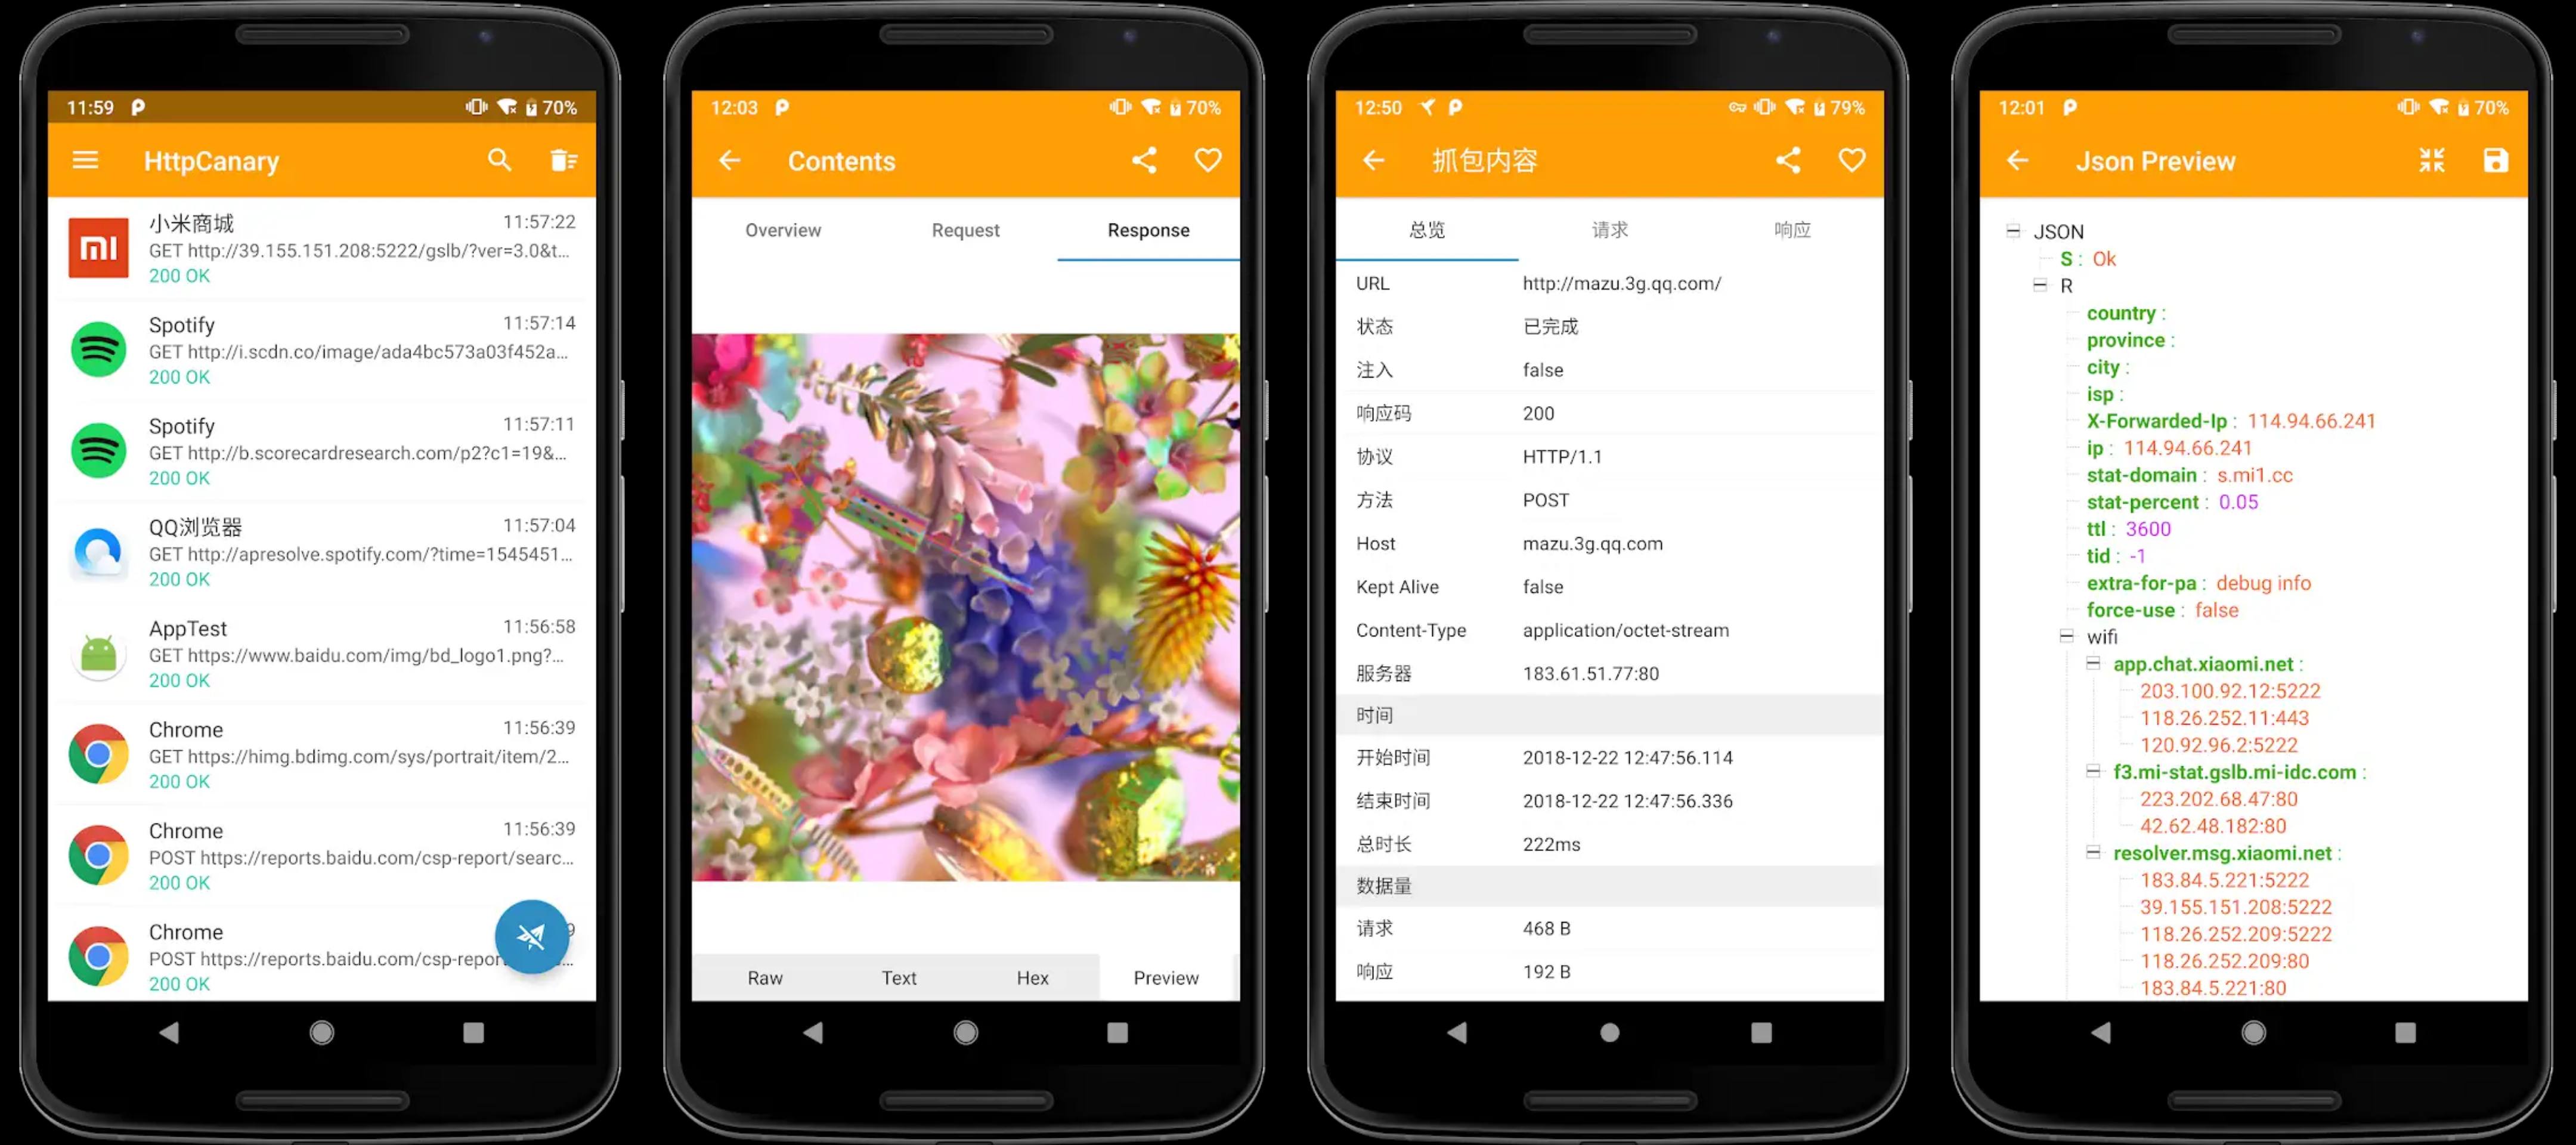 11:59 70%
HttpCanary
小米商城 11:57:22
GET http://39.155.151.208:5222/gslb/?ver=3.0&t...
200 OK
Spotify 11:57:14
GET http://i.scdn.co/image/ada4bc573a03f452a...
200 OK
Spotify 11:57:11
GET http://b.scorecardresearch.com/p2?c1=19&...
200 OK
QQ浏览器 11:57:04
GET http://apresolve.spotify.com/?time=1545451...
200 OK
AppTest 11:56:58
GET https://www.baidu.com/img/bd_logo1.png?...
200 OK
Chrome 11:56:39
GET https://himg.bdimg.com/sys/portrait/item/2...
200 OK
Chrome 11:56:39
POST https://reports.baidu.com/csp-report/searc...
200 OK
Chrome 9
POST https://reports.baidu.com/csp-repor...
200 OK
12:03 70%
Contents
Overview Request Response
Raw Text Hex Preview
12:50 79%
抓包内容
总览 请求 响应
URL http://mazu.3g.qq.com/
状态 已完成
注入 false
响应码 200
协议 HTTP/1.1
方法 POST
Host mazu.3g.qq.com
Kept Alive false
Content-Type application/octet-stream
服务器 183.61.51.77:80
时间
开始时间 2018-12-22 12:47:56.114
结束时间 2018-12-22 12:47:56.336
总时长 222ms
数据量
请求 468 B
响应 192 B
12:01 70%
Json Preview
JSON
S : Ok
R
country :
province :
city :
isp :
X-Forwarded-Ip : 114.94.66.241
ip : 114.94.66.241
stat-domain : s.mi1.cc
stat-percent : 0.05
ttl : 3600
tid : -1
extra-for-pa : debug info
force-use : false
wifi
app.chat.xiaomi.net :
203.100.92.12:5222
118.26.252.11:443
120.92.96.2:5222
f3.mi-stat.gslb.mi-idc.com :
223.202.68.47:80
42.62.48.182:80
resolver.msg.xiaomi.net :
183.84.5.221:5222
39.155.151.208:5222
118.26.252.209:5222
118.26.252.209:80
183.84.5.221:80